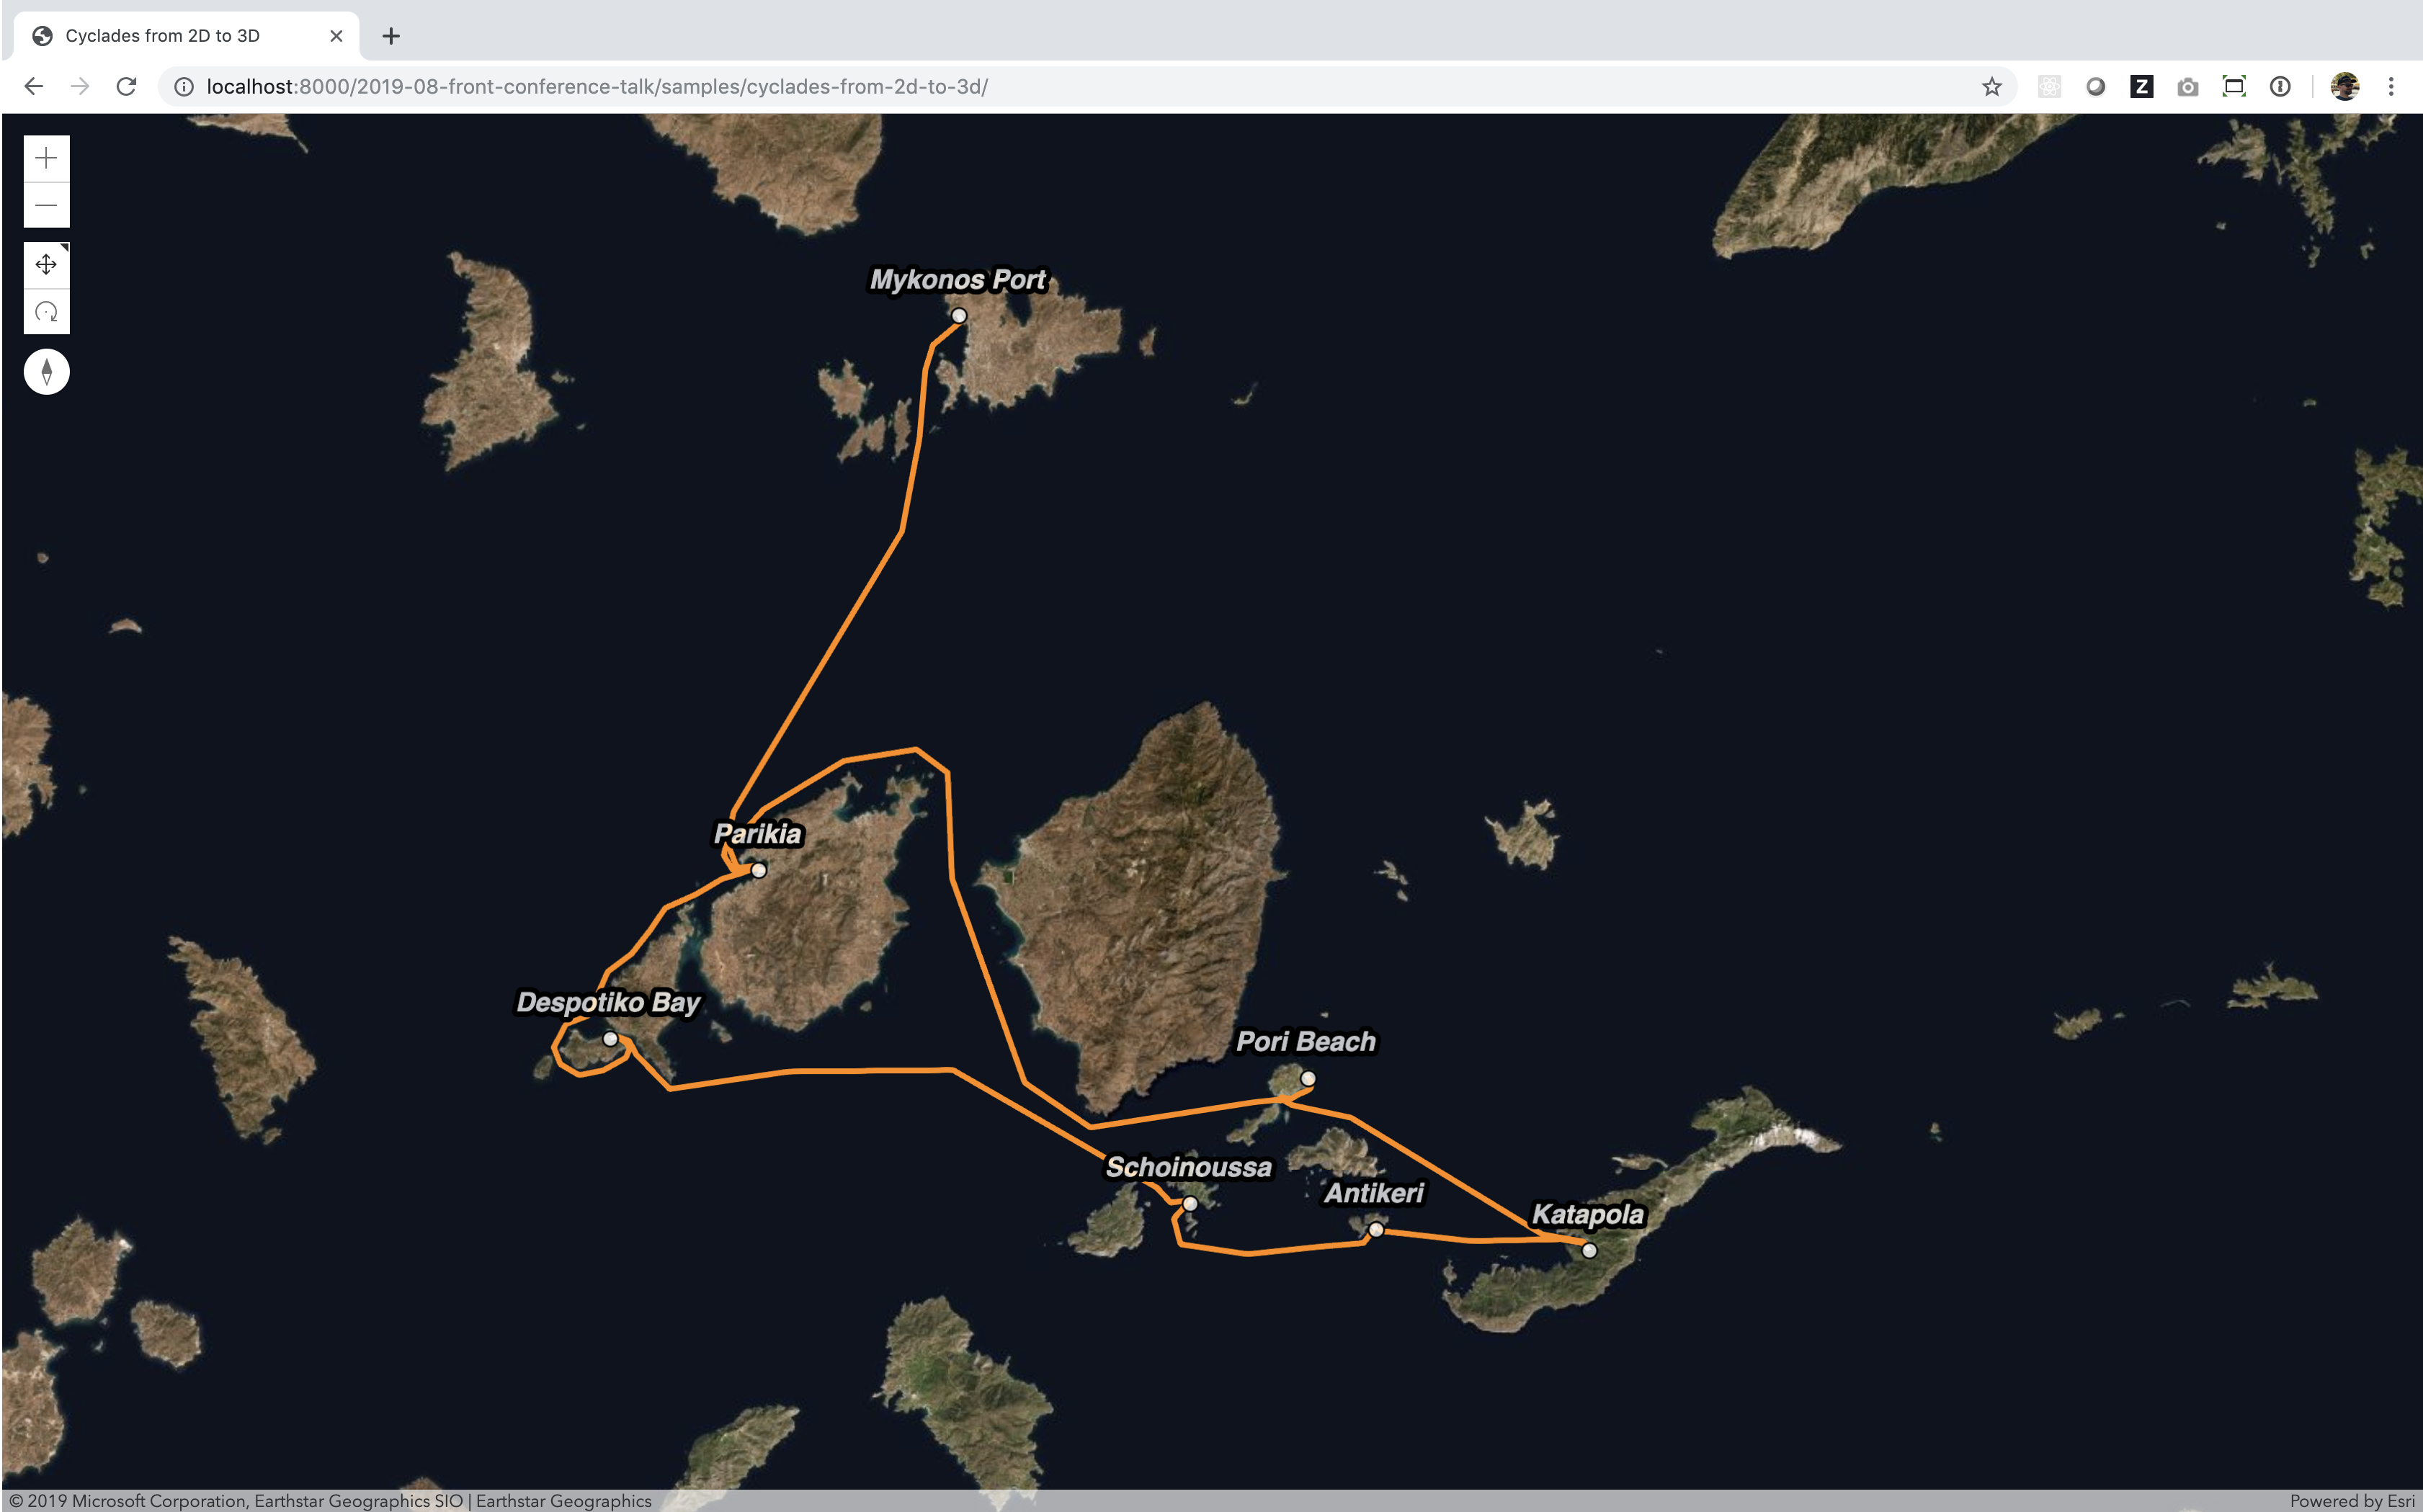 Cyclades from 2D to 3D
localhost:8000/2019-08-front-conference-talk/samples/cyclades-from-2d-to-3d/
Z
Mykonos Port
Parikia
Despotiko Bay
Pori Beach
Schoinoussa
Antikeri
Katapola
© 2019 Microsoft Corporation, Earthstar Geographics SIO | Earthstar Geographics
Powered by Esri